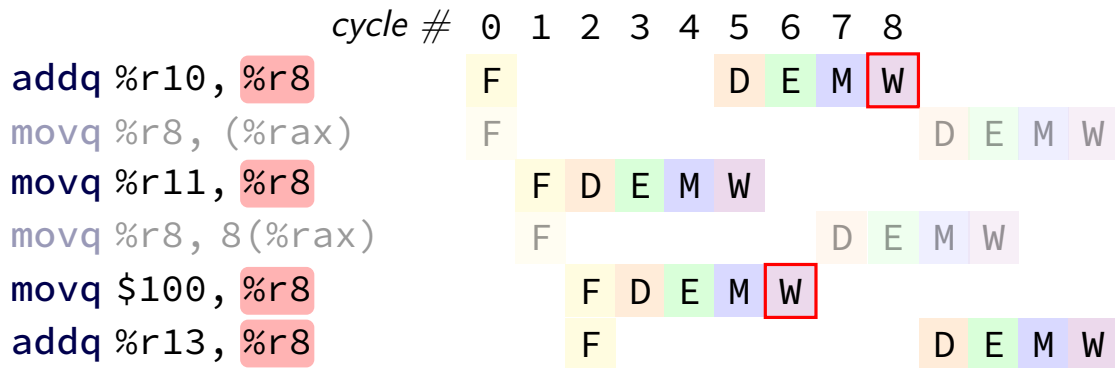 cycle # 0 1 2 3 4 5 6 7 8
addq %r10, %r8 F D E M W
movq %r8, (%rax) F D E M W
movq %r11, %r8 F D E M W
movq %r8, 8(%rax) F D E M W
movq $100, %r8 F D E M W
addq %r13, %r8 F D E M W